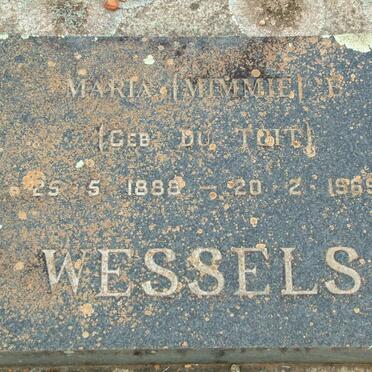 MARIA [MIMMIE] E
[GEB DU TOIT]
25 5 1888 — 20 2 1969
WESSELS